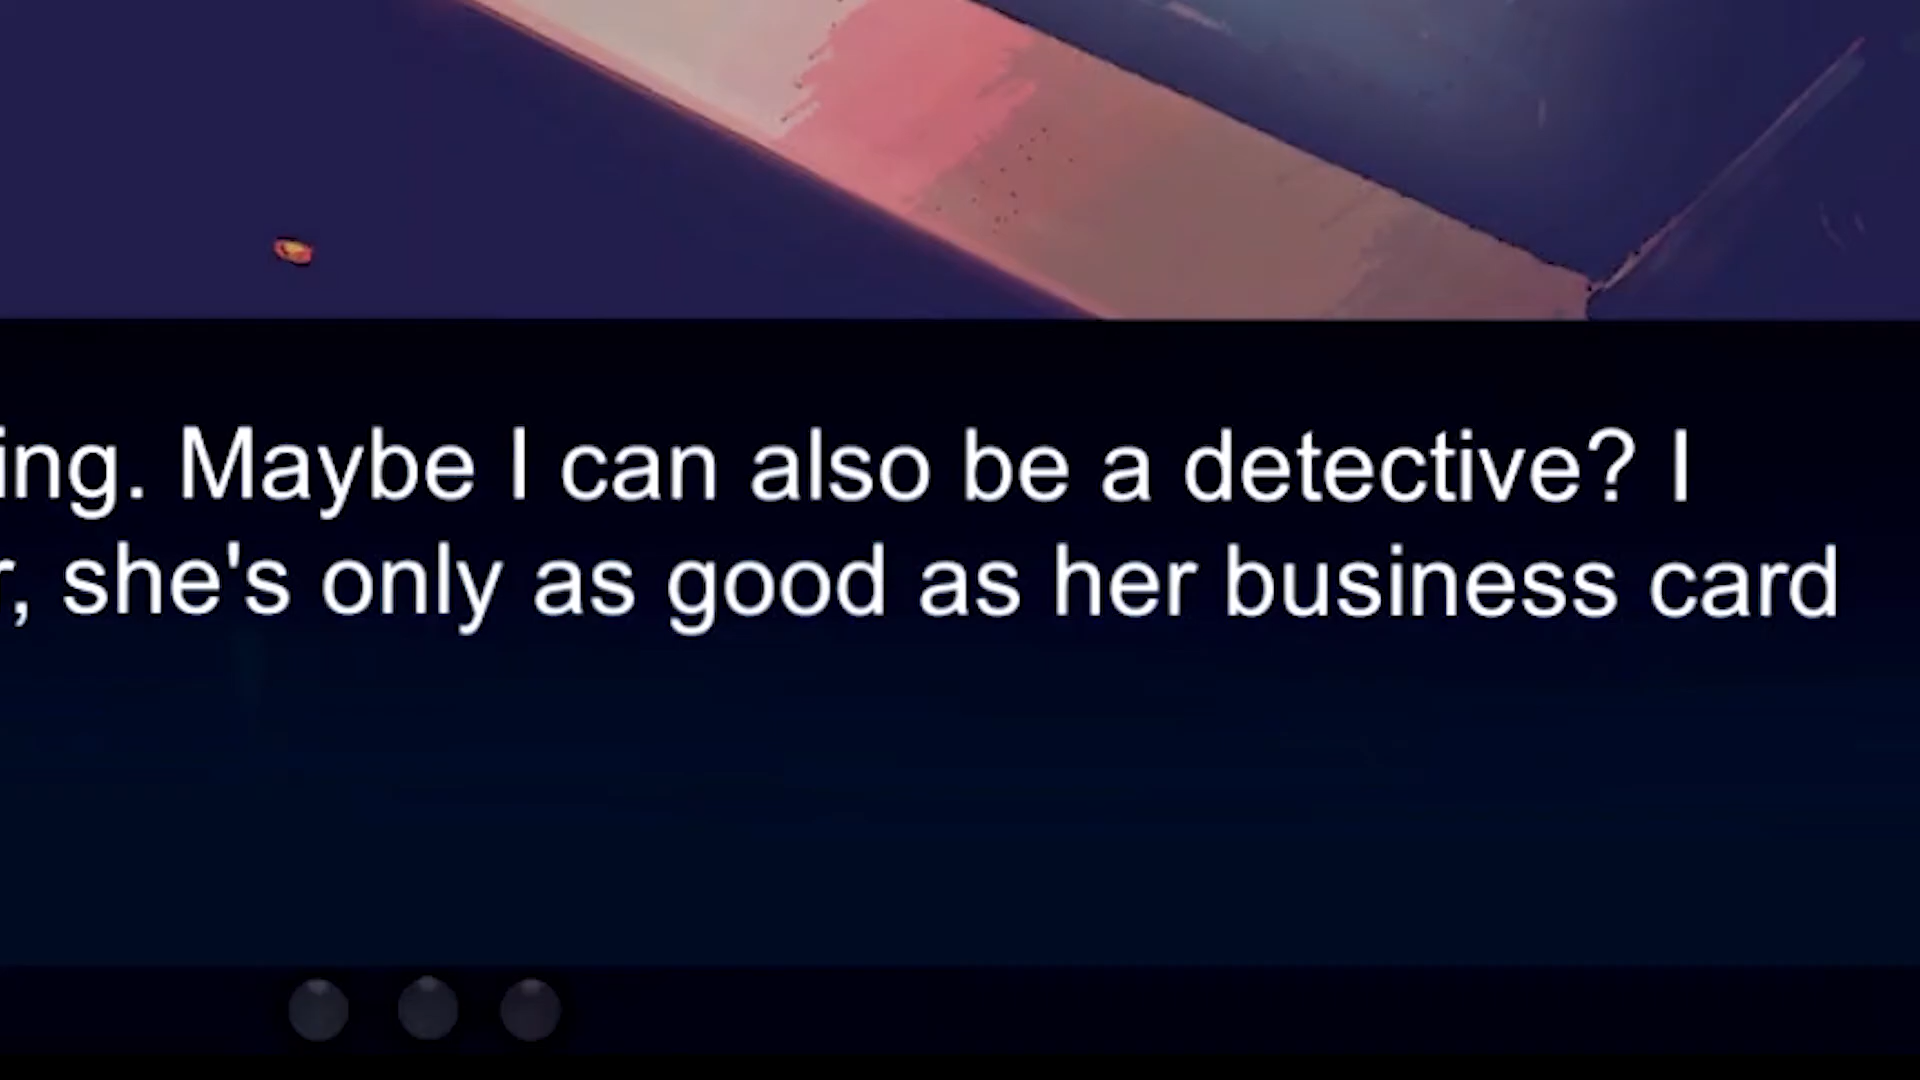 ing. Maybe I can also be a detective? I
r, she's only as good as her business card